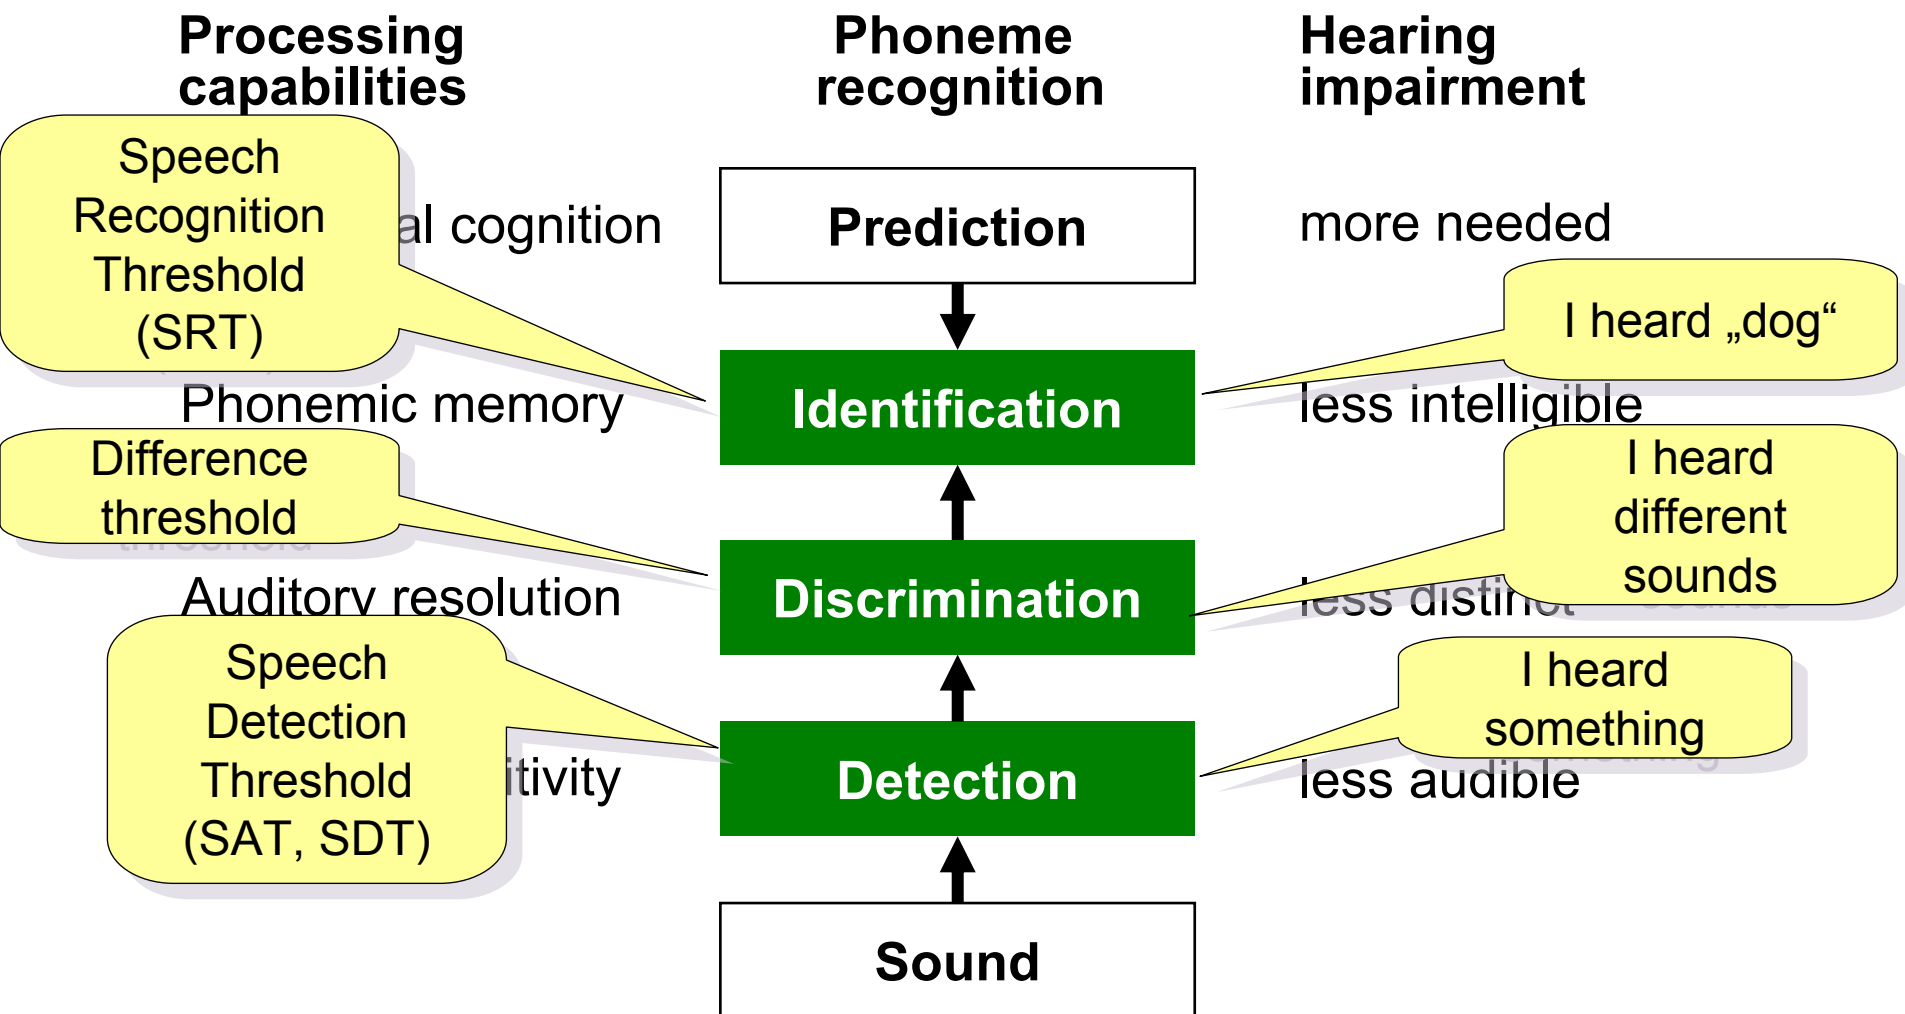 Processing
capabilities
Phoneme
recognition
Hearing
impairment
Speech
Recognition
Threshold
(SRT)
al cognition
Prediction
more needed
I heard „dog“
Phonemic memory
Identification
less intelligible
Difference
threshold
I heard
different
sounds
Auditory resolution
Discrimination
less distinct
Speech
Detection
Threshold
(SAT, SDT)
I heard
something
itivity
Detection
less audible
Sound